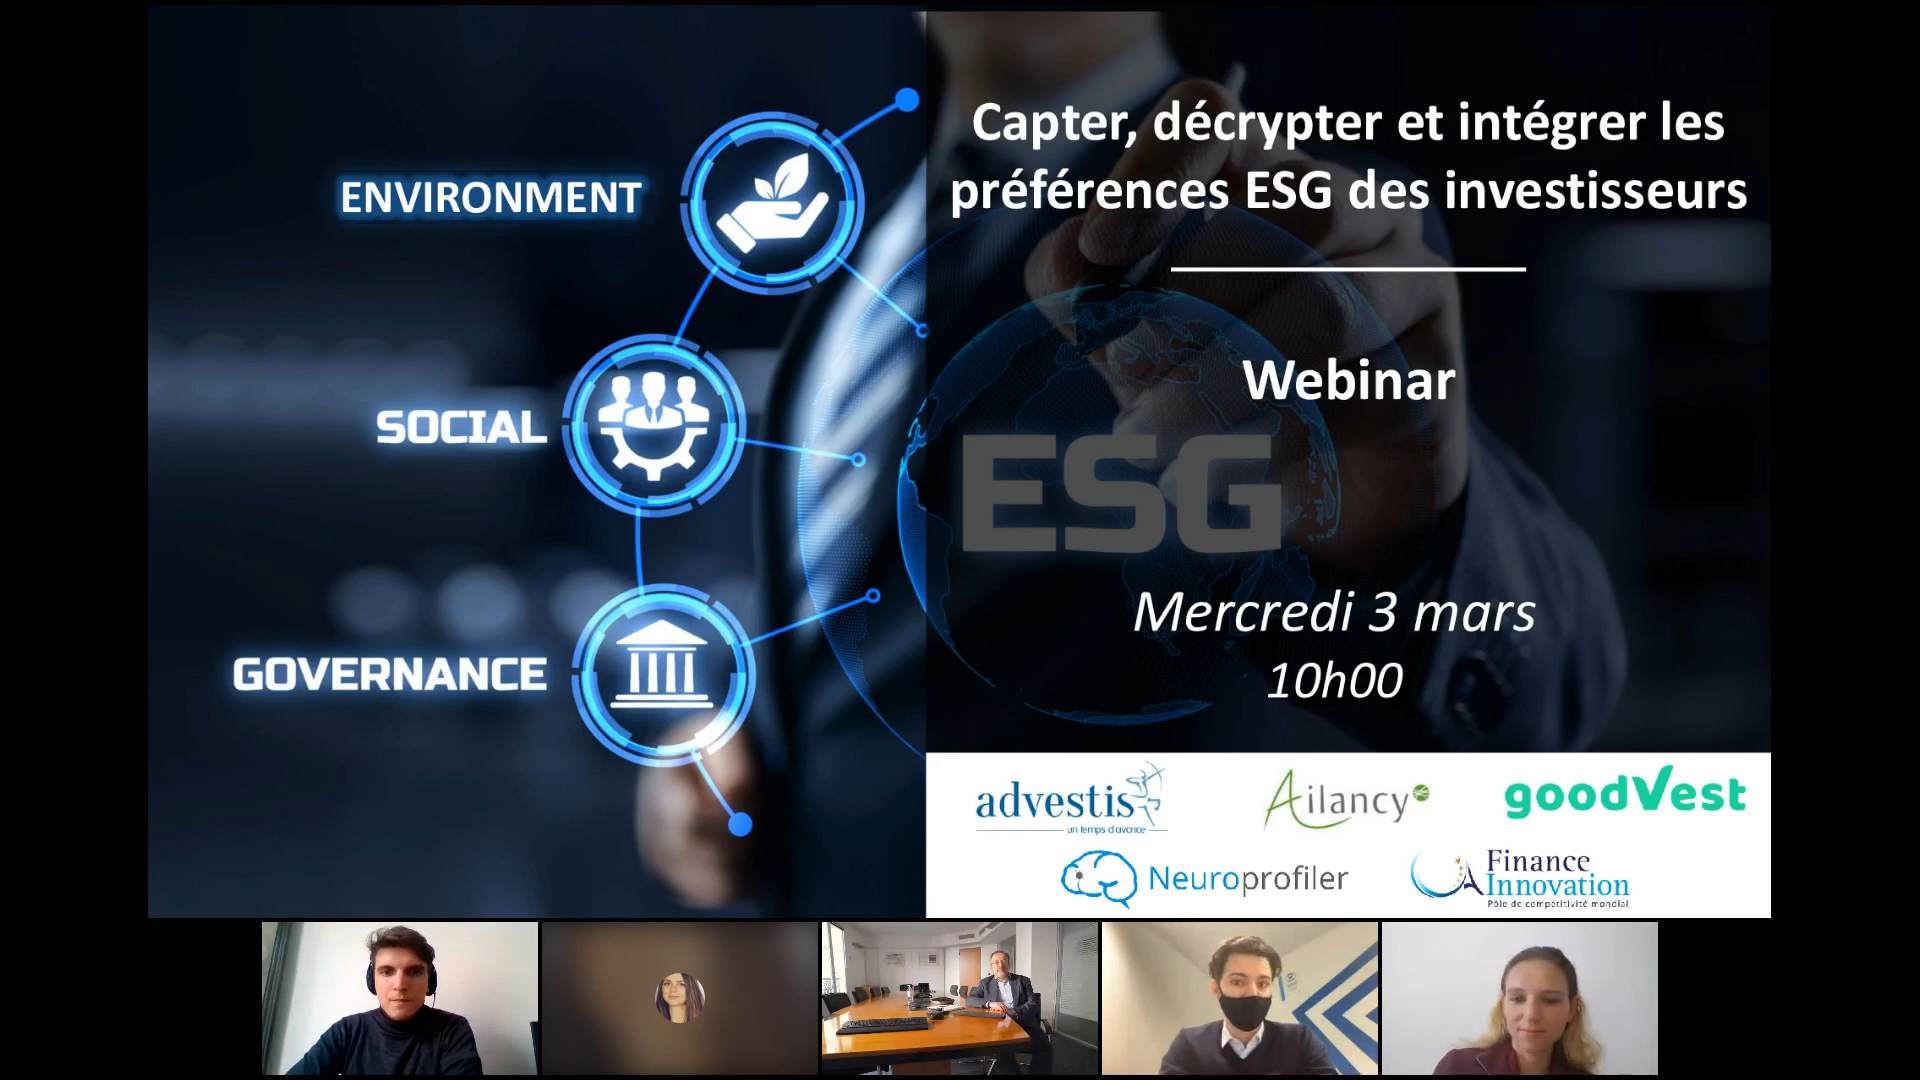 ENVIRONMENT
SOCIAL
GOVERNANCE
Capter, décrypter et intégrer les
préférences ESG des investisseurs
Webinar
ESG
Mercredi 3 mars
10h00
advestis
un temps d'avance
Ailancy
goodVest
Neuroprofiler
Finance
Innovation
Pôle de compétitivité mondial